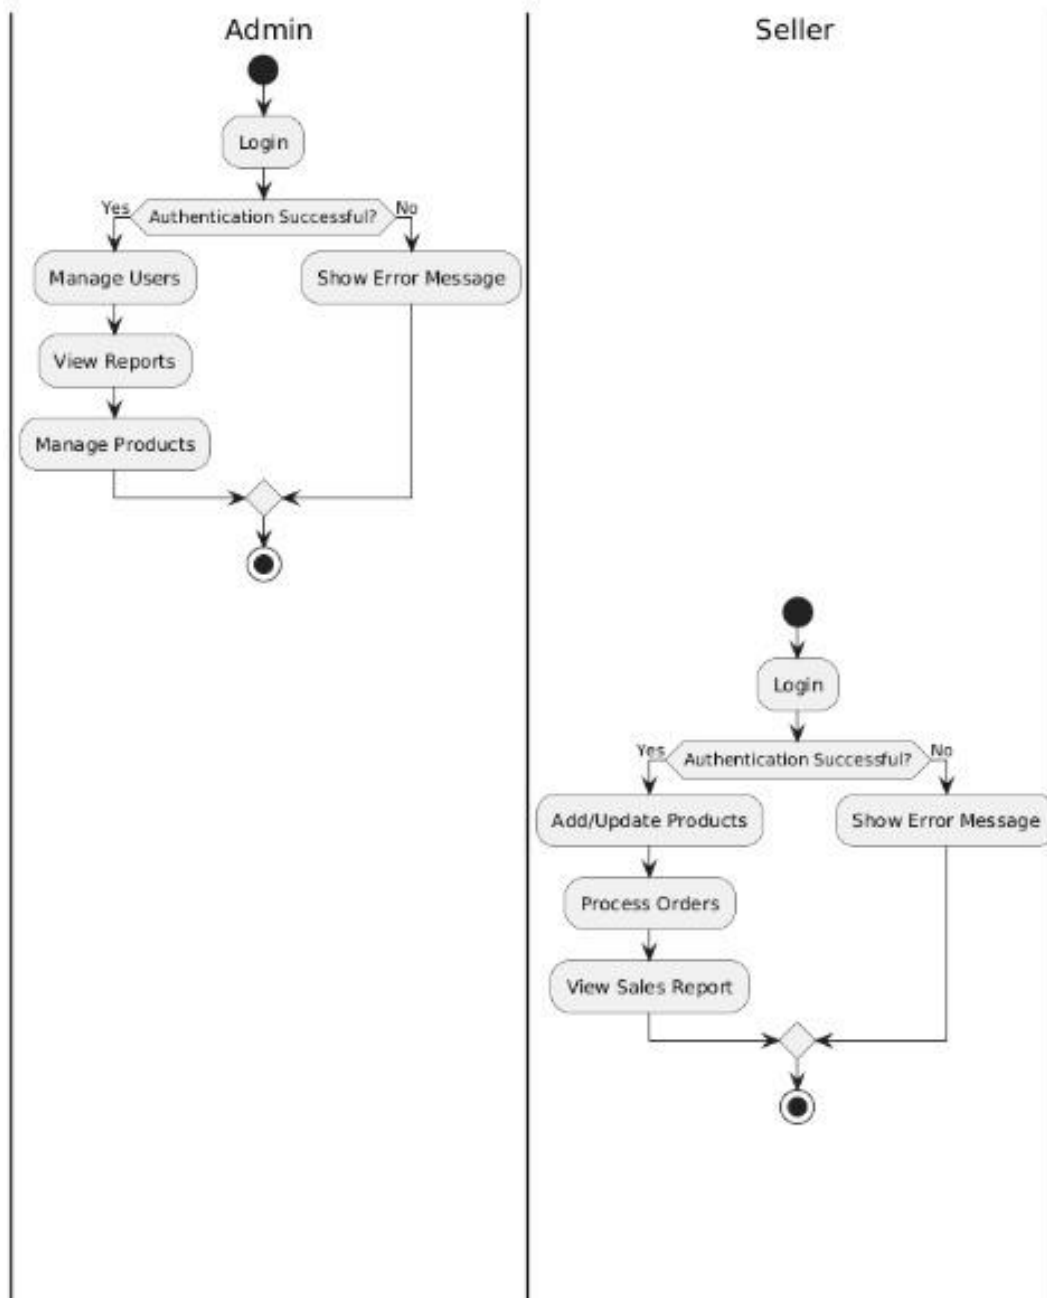 Admin
Seller
Login
Authentication Successful?
Yes
No
Manage Users
Show Error Message
View Reports
Manage Products
Login
Authentication Successful?
Yes
No
Add/Update Products
Show Error Message
Process Orders
View Sales Report